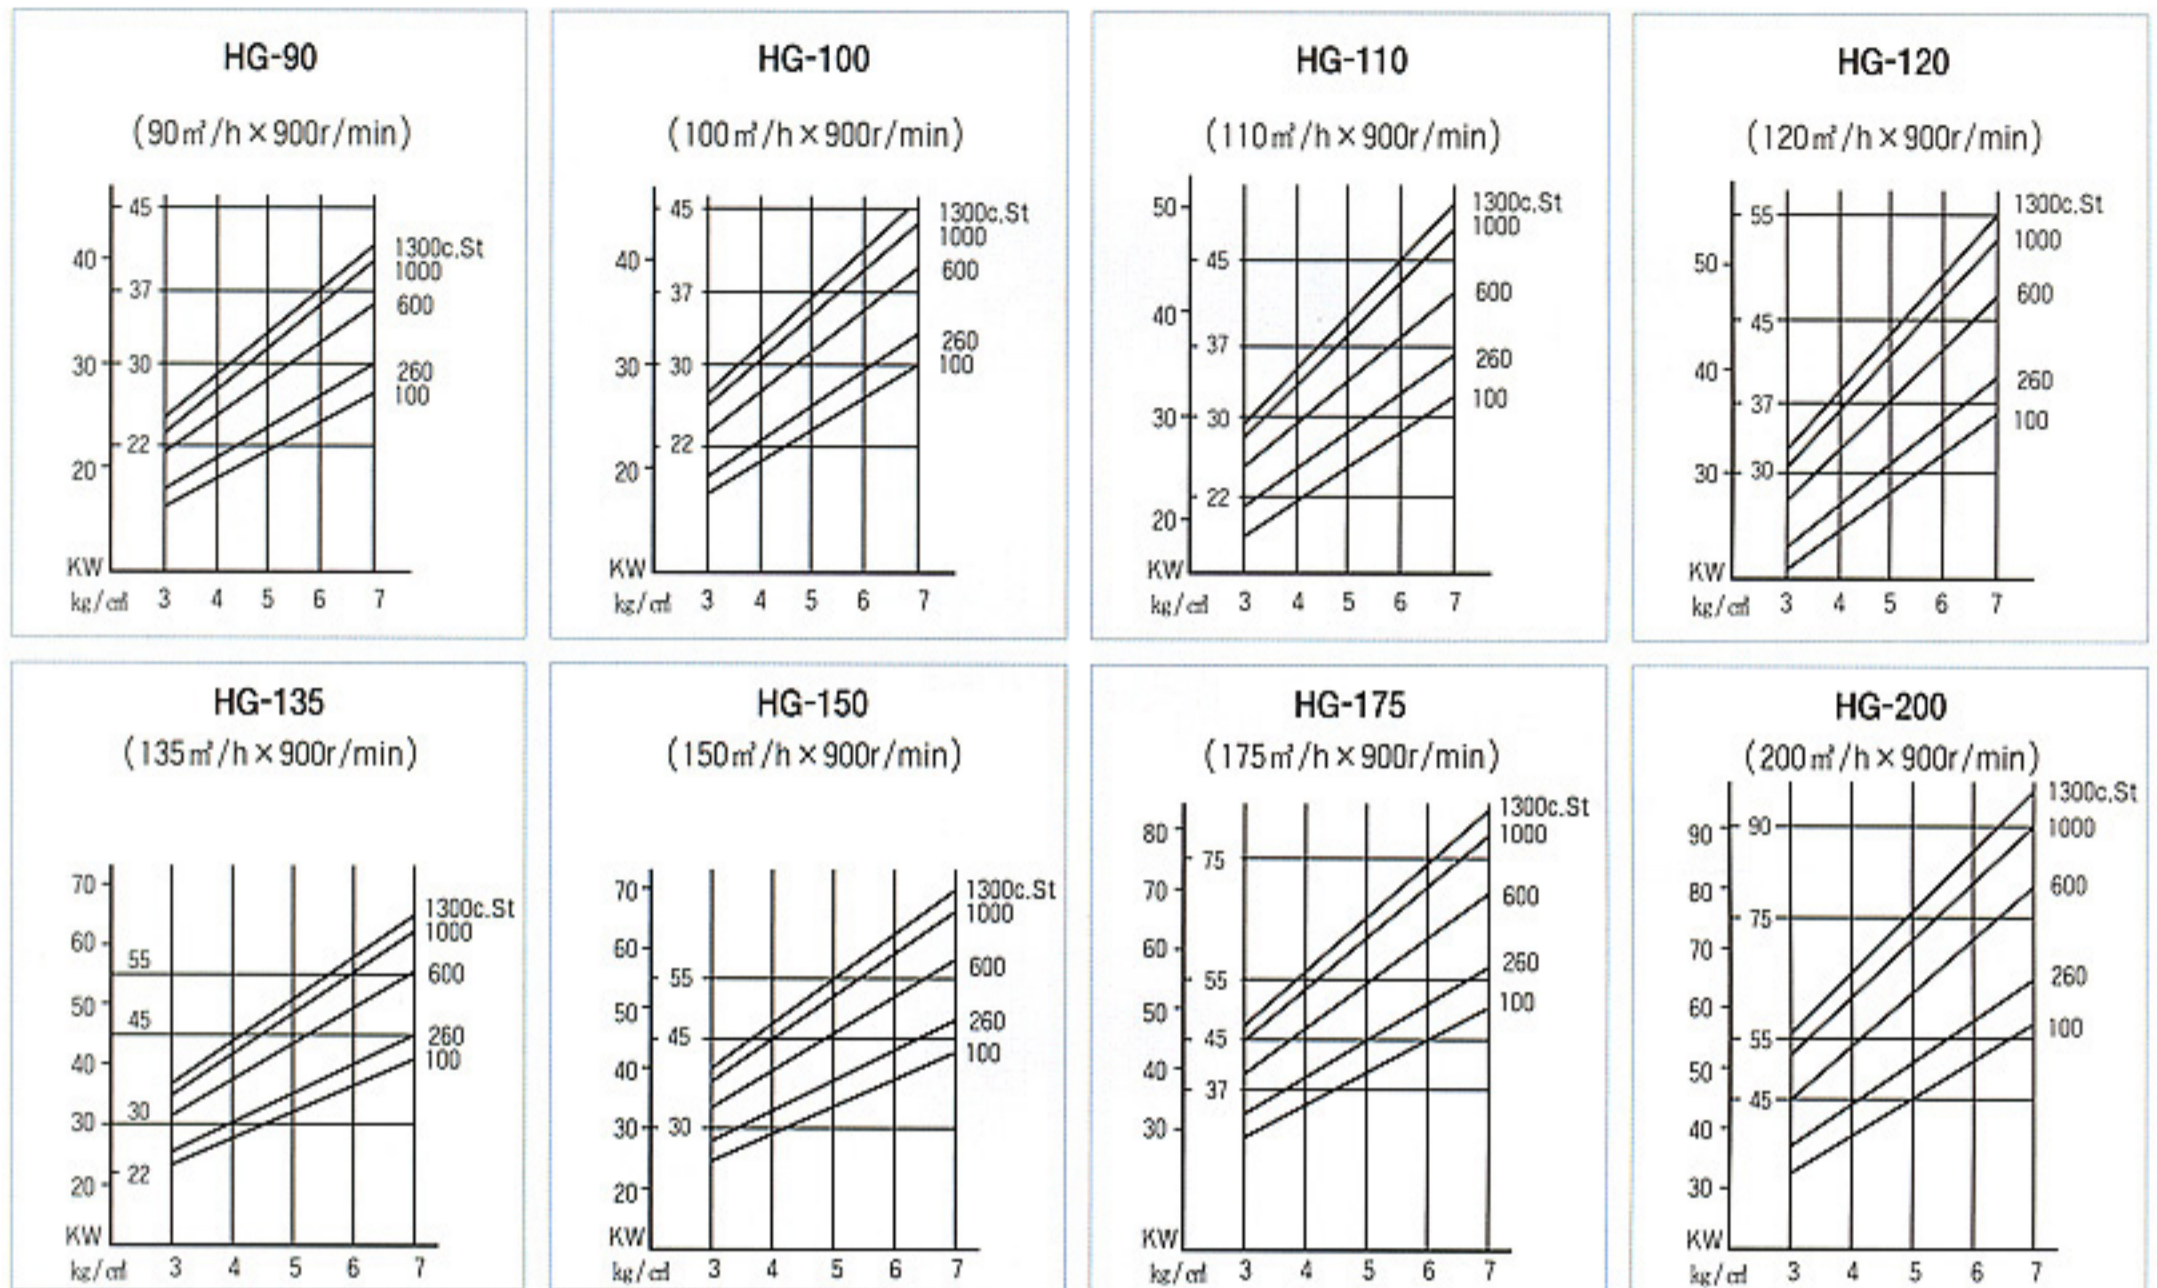 HG-90
(90㎥/h×900r/min)
45
40
37
30
30
22
20
KW
kg/㎠ 3 4 5 6 7
1300c.St
1000
600
260
100
HG-100
(100㎥/h×900r/min)
45
40
37
30
30
22
20
KW
kg/㎠ 3 4 5 6 7
1300c.St
1000
600
260
100
HG-110
(110㎥/h×900r/min)
50
45
40
37
30
30
22
20
KW
kg/㎠ 3 4 5 6 7
1300c.St
1000
600
260
100
HG-120
(120㎥/h×900r/min)
55
50
45
40
37
30
30
KW
kg/㎠ 3 4 5 6 7
1300c.St
1000
600
260
100
HG-135
(135㎥/h×900r/min)
70
60
55
50
45
40
30
30
22
20
KW
kg/㎠ 3 4 5 6 7
1300c.St
1000
600
260
100
HG-150
(150㎥/h×900r/min)
70
60
55
50
45
40
30
30
20
KW
kg/㎠ 3 4 5 6 7
1300c.St
1000
600
260
100
HG-175
(175㎥/h×900r/min)
80
75
70
60
55
50
45
40
37
30
KW
kg/㎠ 3 4 5 6 7
1300c.St
1000
600
260
100
HG-200
(200㎥/h×900r/min)
90
90
80
75
70
60
55
50
45
40
30
KW
kg/㎠ 3 4 5 6 7
1300c.St
1000
600
260
100